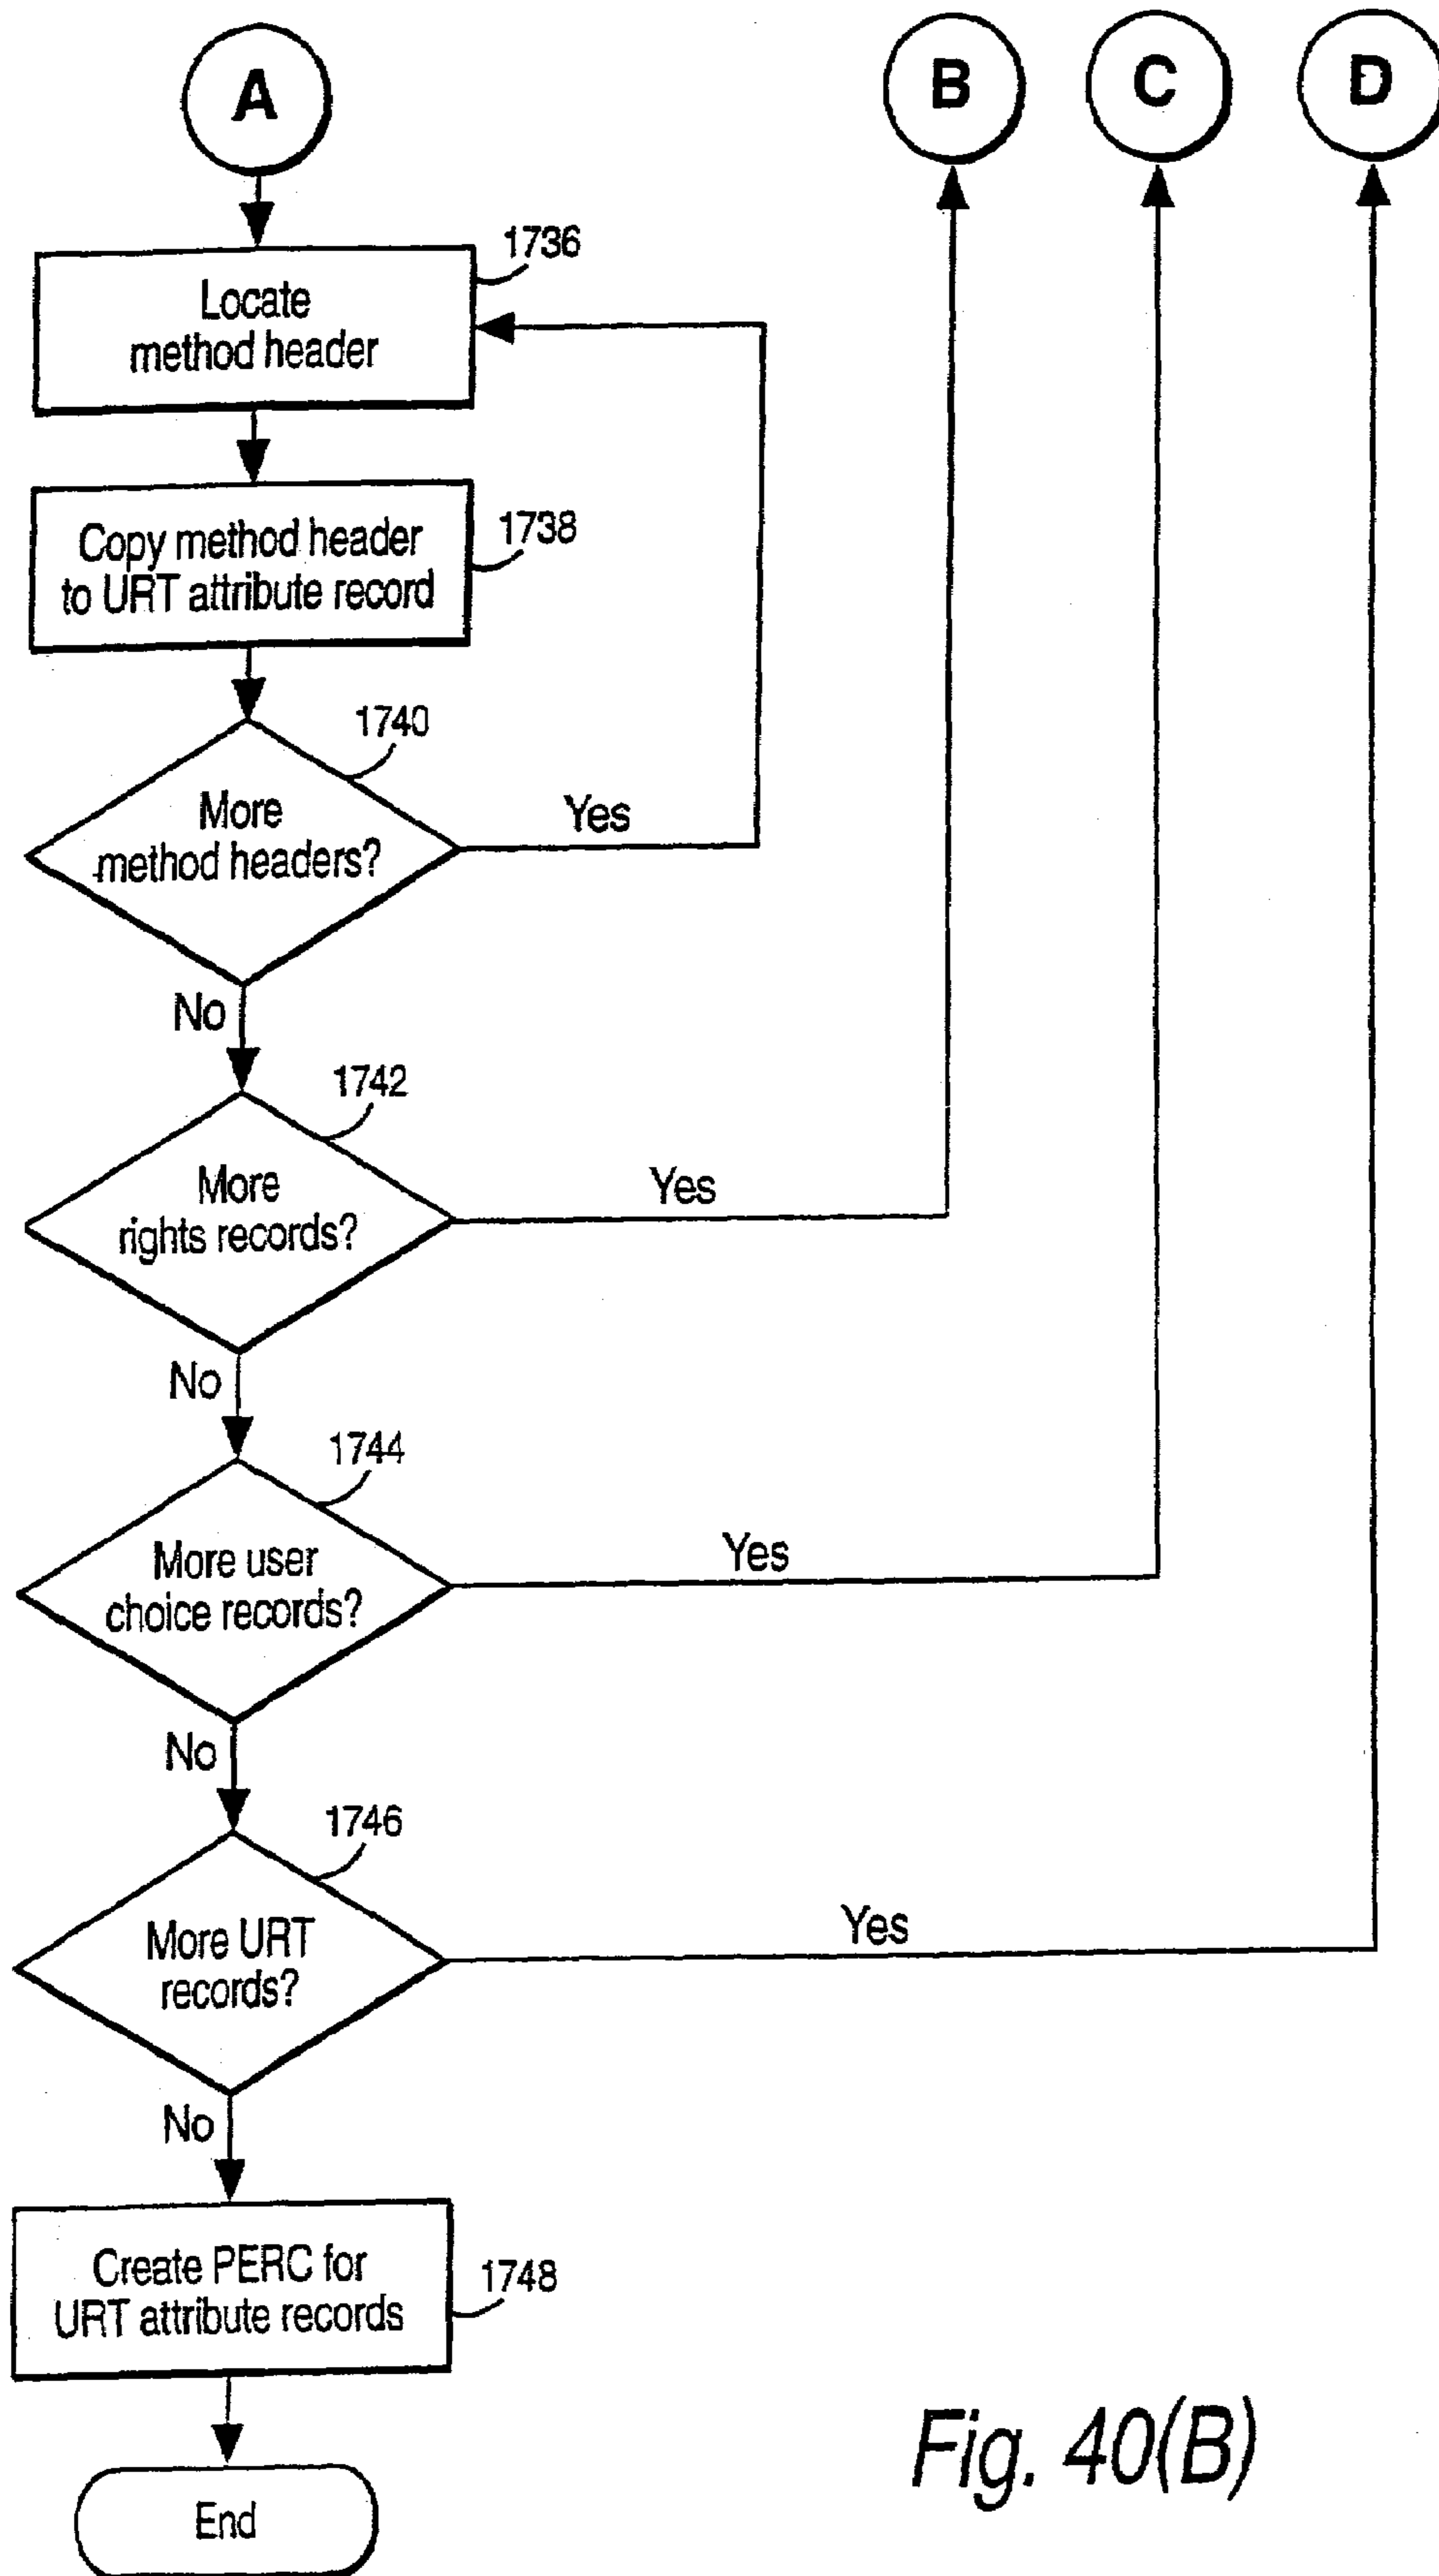 A
B
C
D
1736
Locate
method header
1738
Copy method header
to URT attribute record
1740
More
method headers?
Yes
No
1742
More
rights records?
Yes
No
1744
More user
choice records?
Yes
No
1746
More URT
records?
Yes
No
Create PERC for
URT attribute records
1748
End
Fig. 40(B)